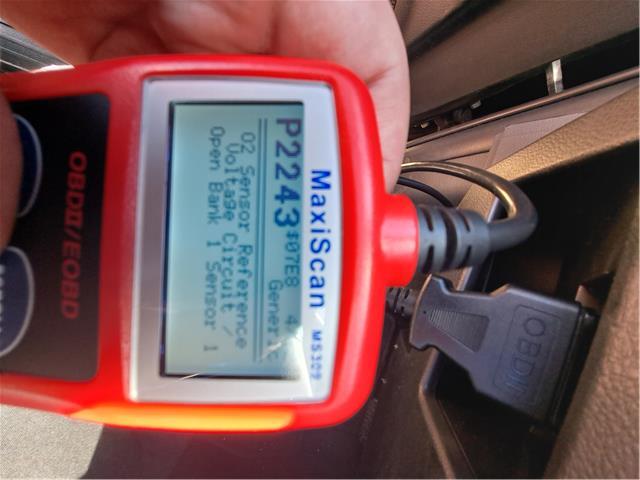 MaxiScan MS309
P2243 $07E8
Generic
O2 Sensor Reference
Voltage Circuit /
Open Bank 1 Sensor 1
OBDII/EOBD
OBDII